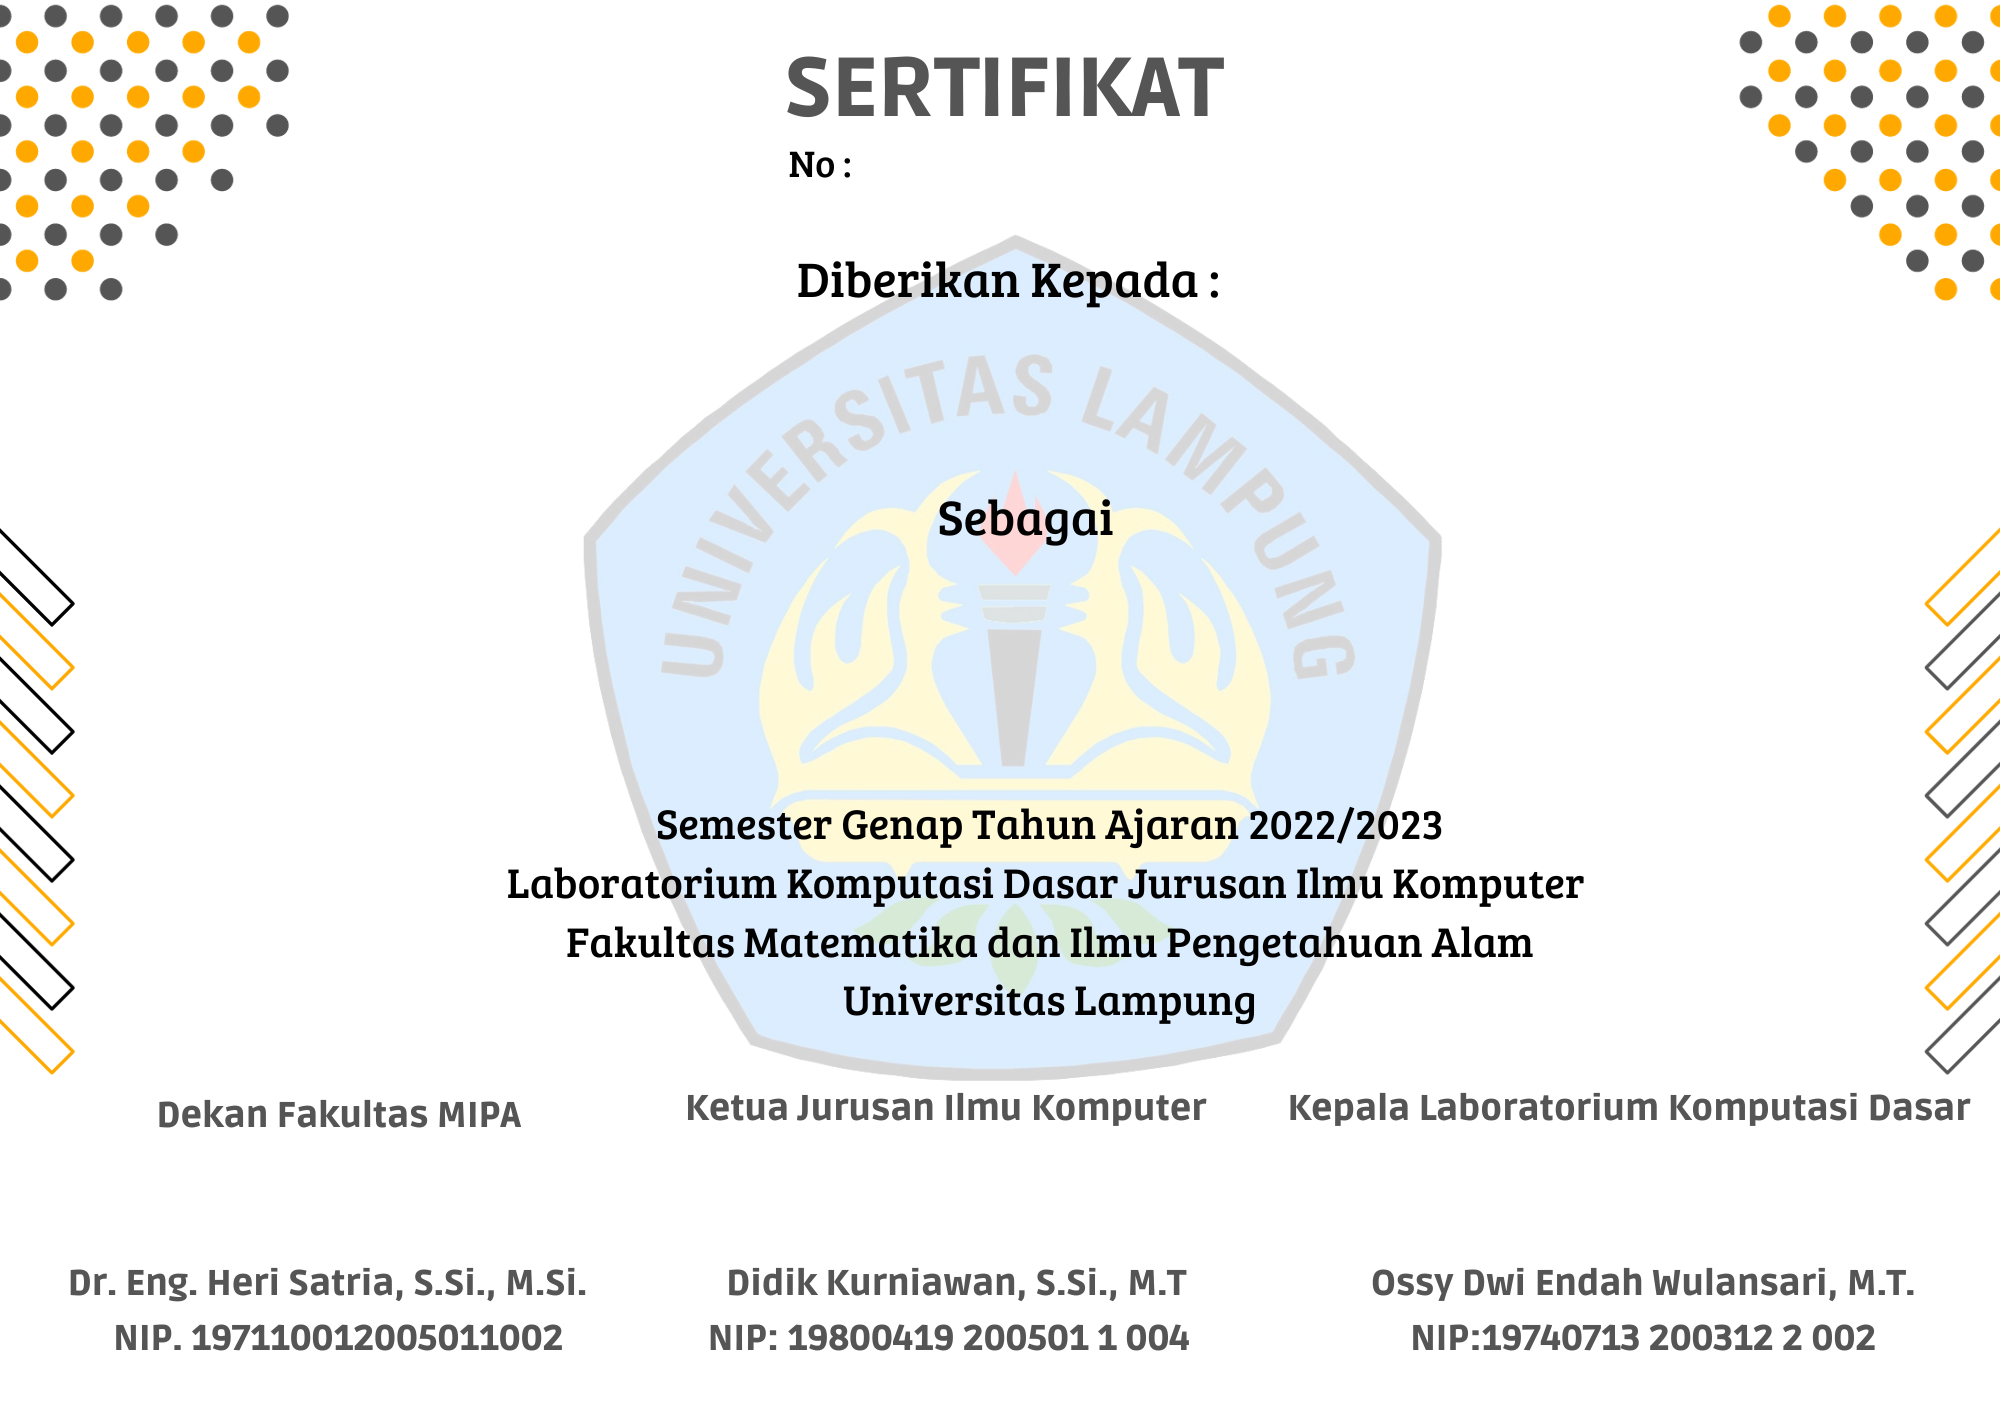 SERTIFIKAT
No :
Diberikan Kepada :
UNIVERSITAS LAMPUNG
Sebagai
Semester Genap Tahun Ajaran 2022/2023
Laboratorium Komputasi Dasar Jurusan Ilmu Komputer
Fakultas Matematika dan Ilmu Pengetahuan Alam
Universitas Lampung
Dekan Fakultas MIPA
Dr. Eng. Heri Satria, S.Si., M.Si.
NIP. 197110012005011002
Ketua Jurusan Ilmu Komputer
Didik Kurniawan, S.Si., M.T
NIP: 19800419 200501 1 004
Kepala Laboratorium Komputasi Dasar
Ossy Dwi Endah Wulansari, M.T.
NIP:19740713 200312 2 002